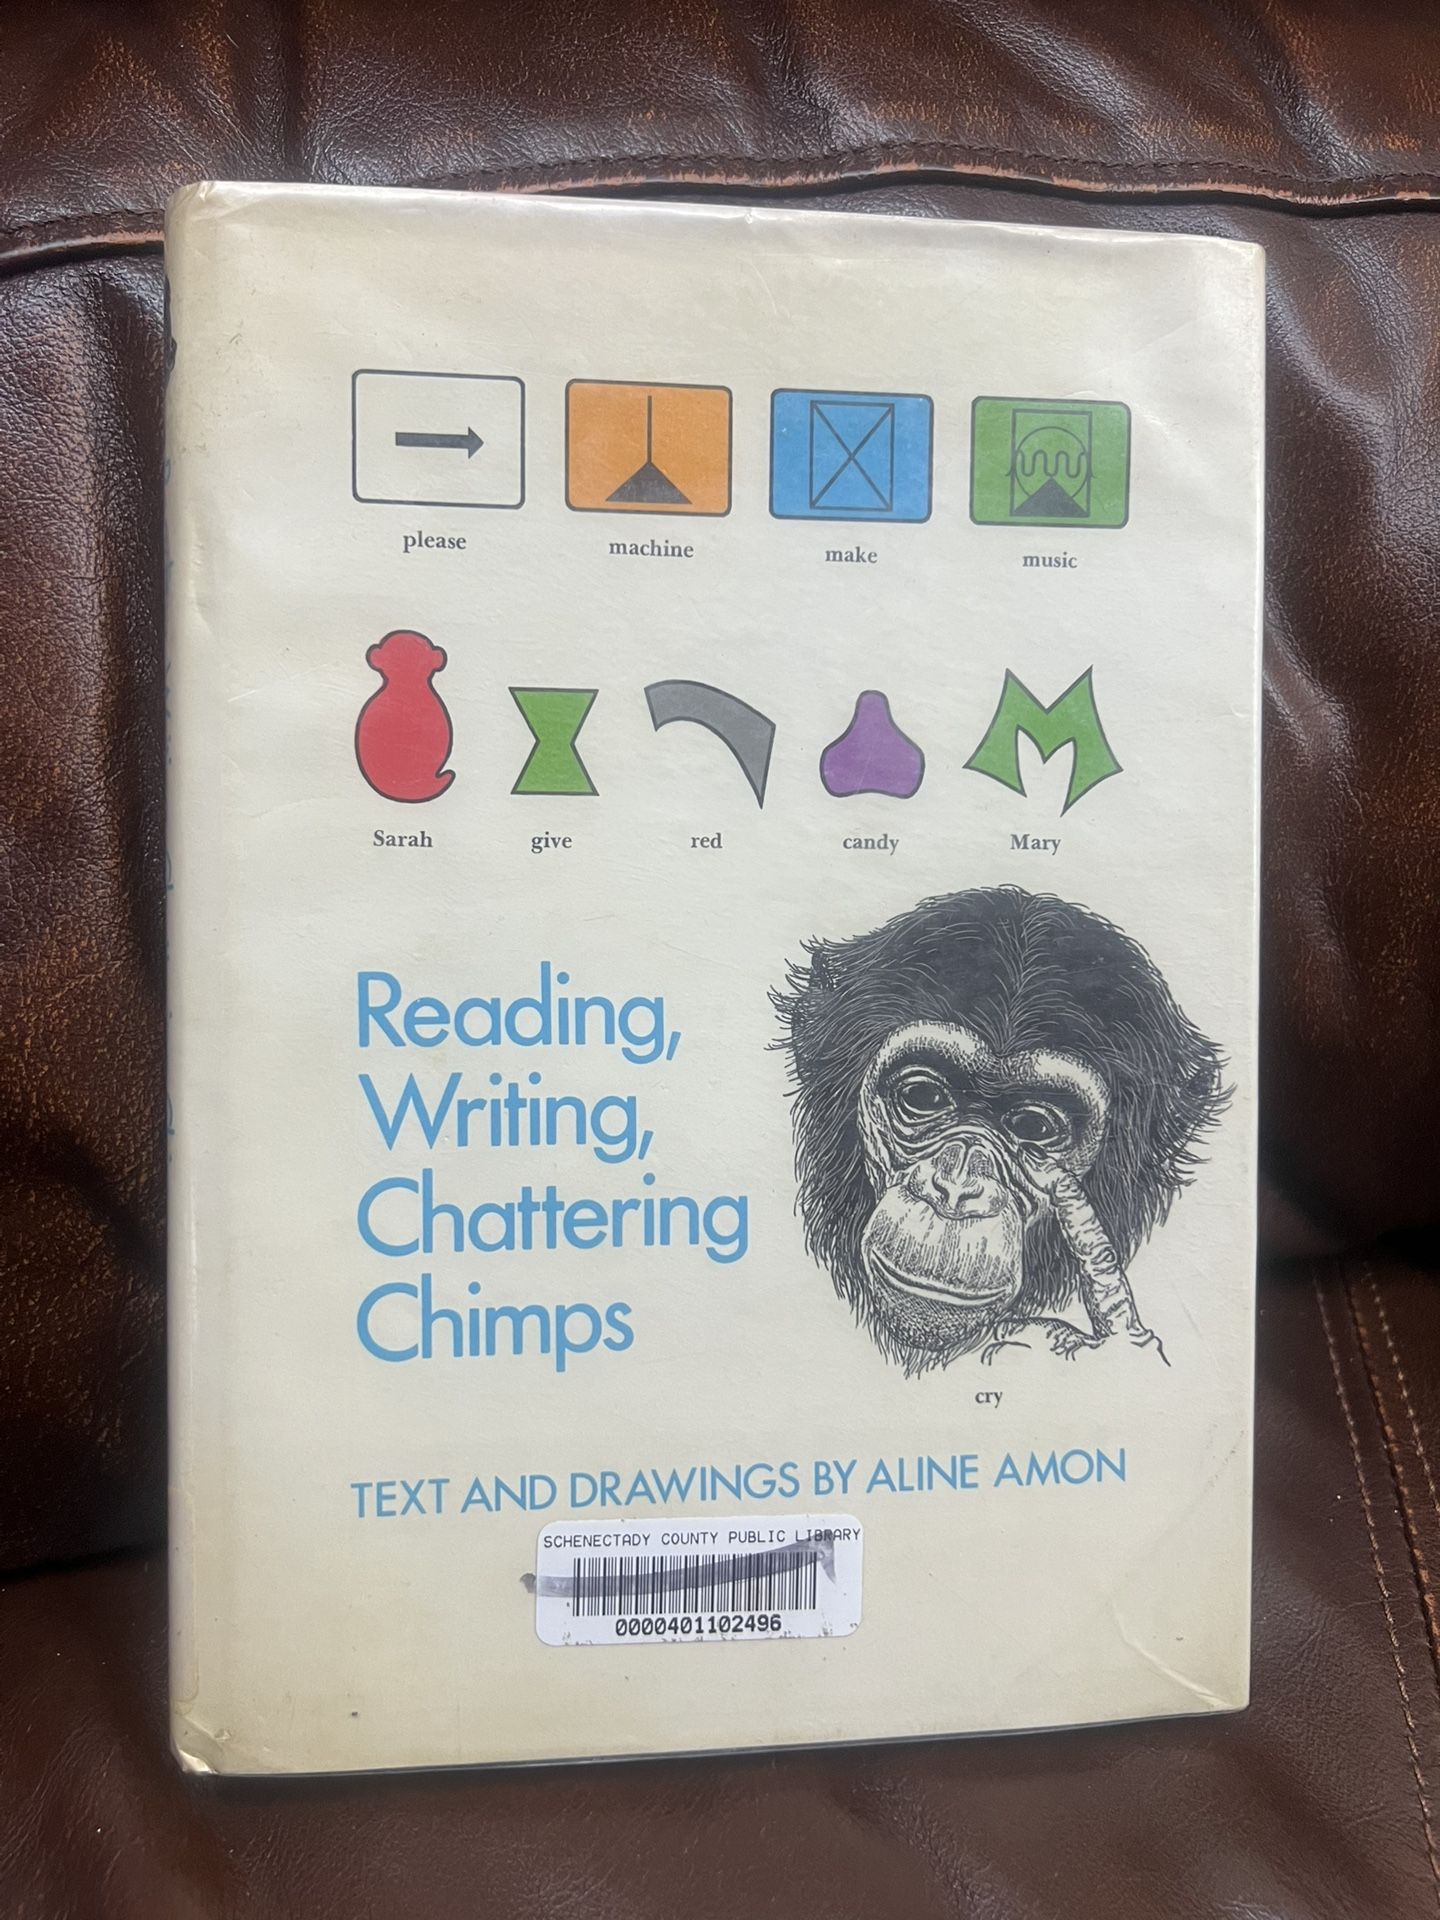 please machine make music
Sarah give red candy Mary
Reading,
Writing,
Chattering
Chimps
cry
TEXT AND DRAWINGS BY ALINE AMON
SCHENECTADY COUNTY PUBLIC LIBRARY
0000401102496